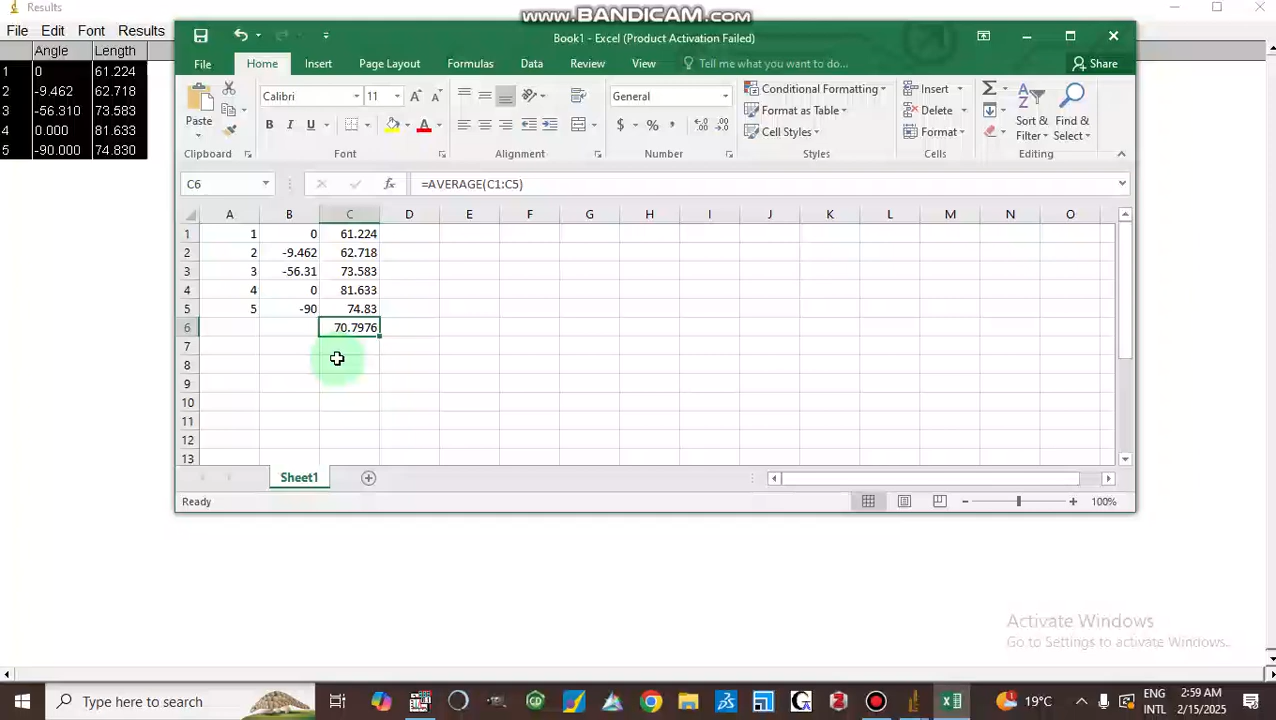 Results
www.BANDICAM.com
File Edit Font Results
Angle Length
1 0 61.224
2 -9.462 62.718
3 -56.310 73.583
4 0.000 81.633
5 -90.000 74.830
Book1 - Excel (Product Activation Failed)
File Home Insert Page Layout Formulas Data Review View Tell me what you want to do... Share
Calibri 11 General Conditional Formatting Insert
Paste Format as Table Delete Sort & Filter Find & Select
B I U A $ % , Cell Styles Format
Clipboard Font Alignment Number Styles Cells Editing
C6 fx =AVERAGE(C1:C5)
A B C D E F G H I J K L M N O
1 1 0 61.224
2 2 -9.462 62.718
3 3 -56.31 73.583
4 4 0 81.633
5 5 -90 74.83
6 70.7976
7
8
9
10
11
12
13
Sheet1
Ready 100%
Activate Windows
Go to Settings to activate Windows.
Type here to search 19°C ENG 2:59 AM
INTL 2/15/2025